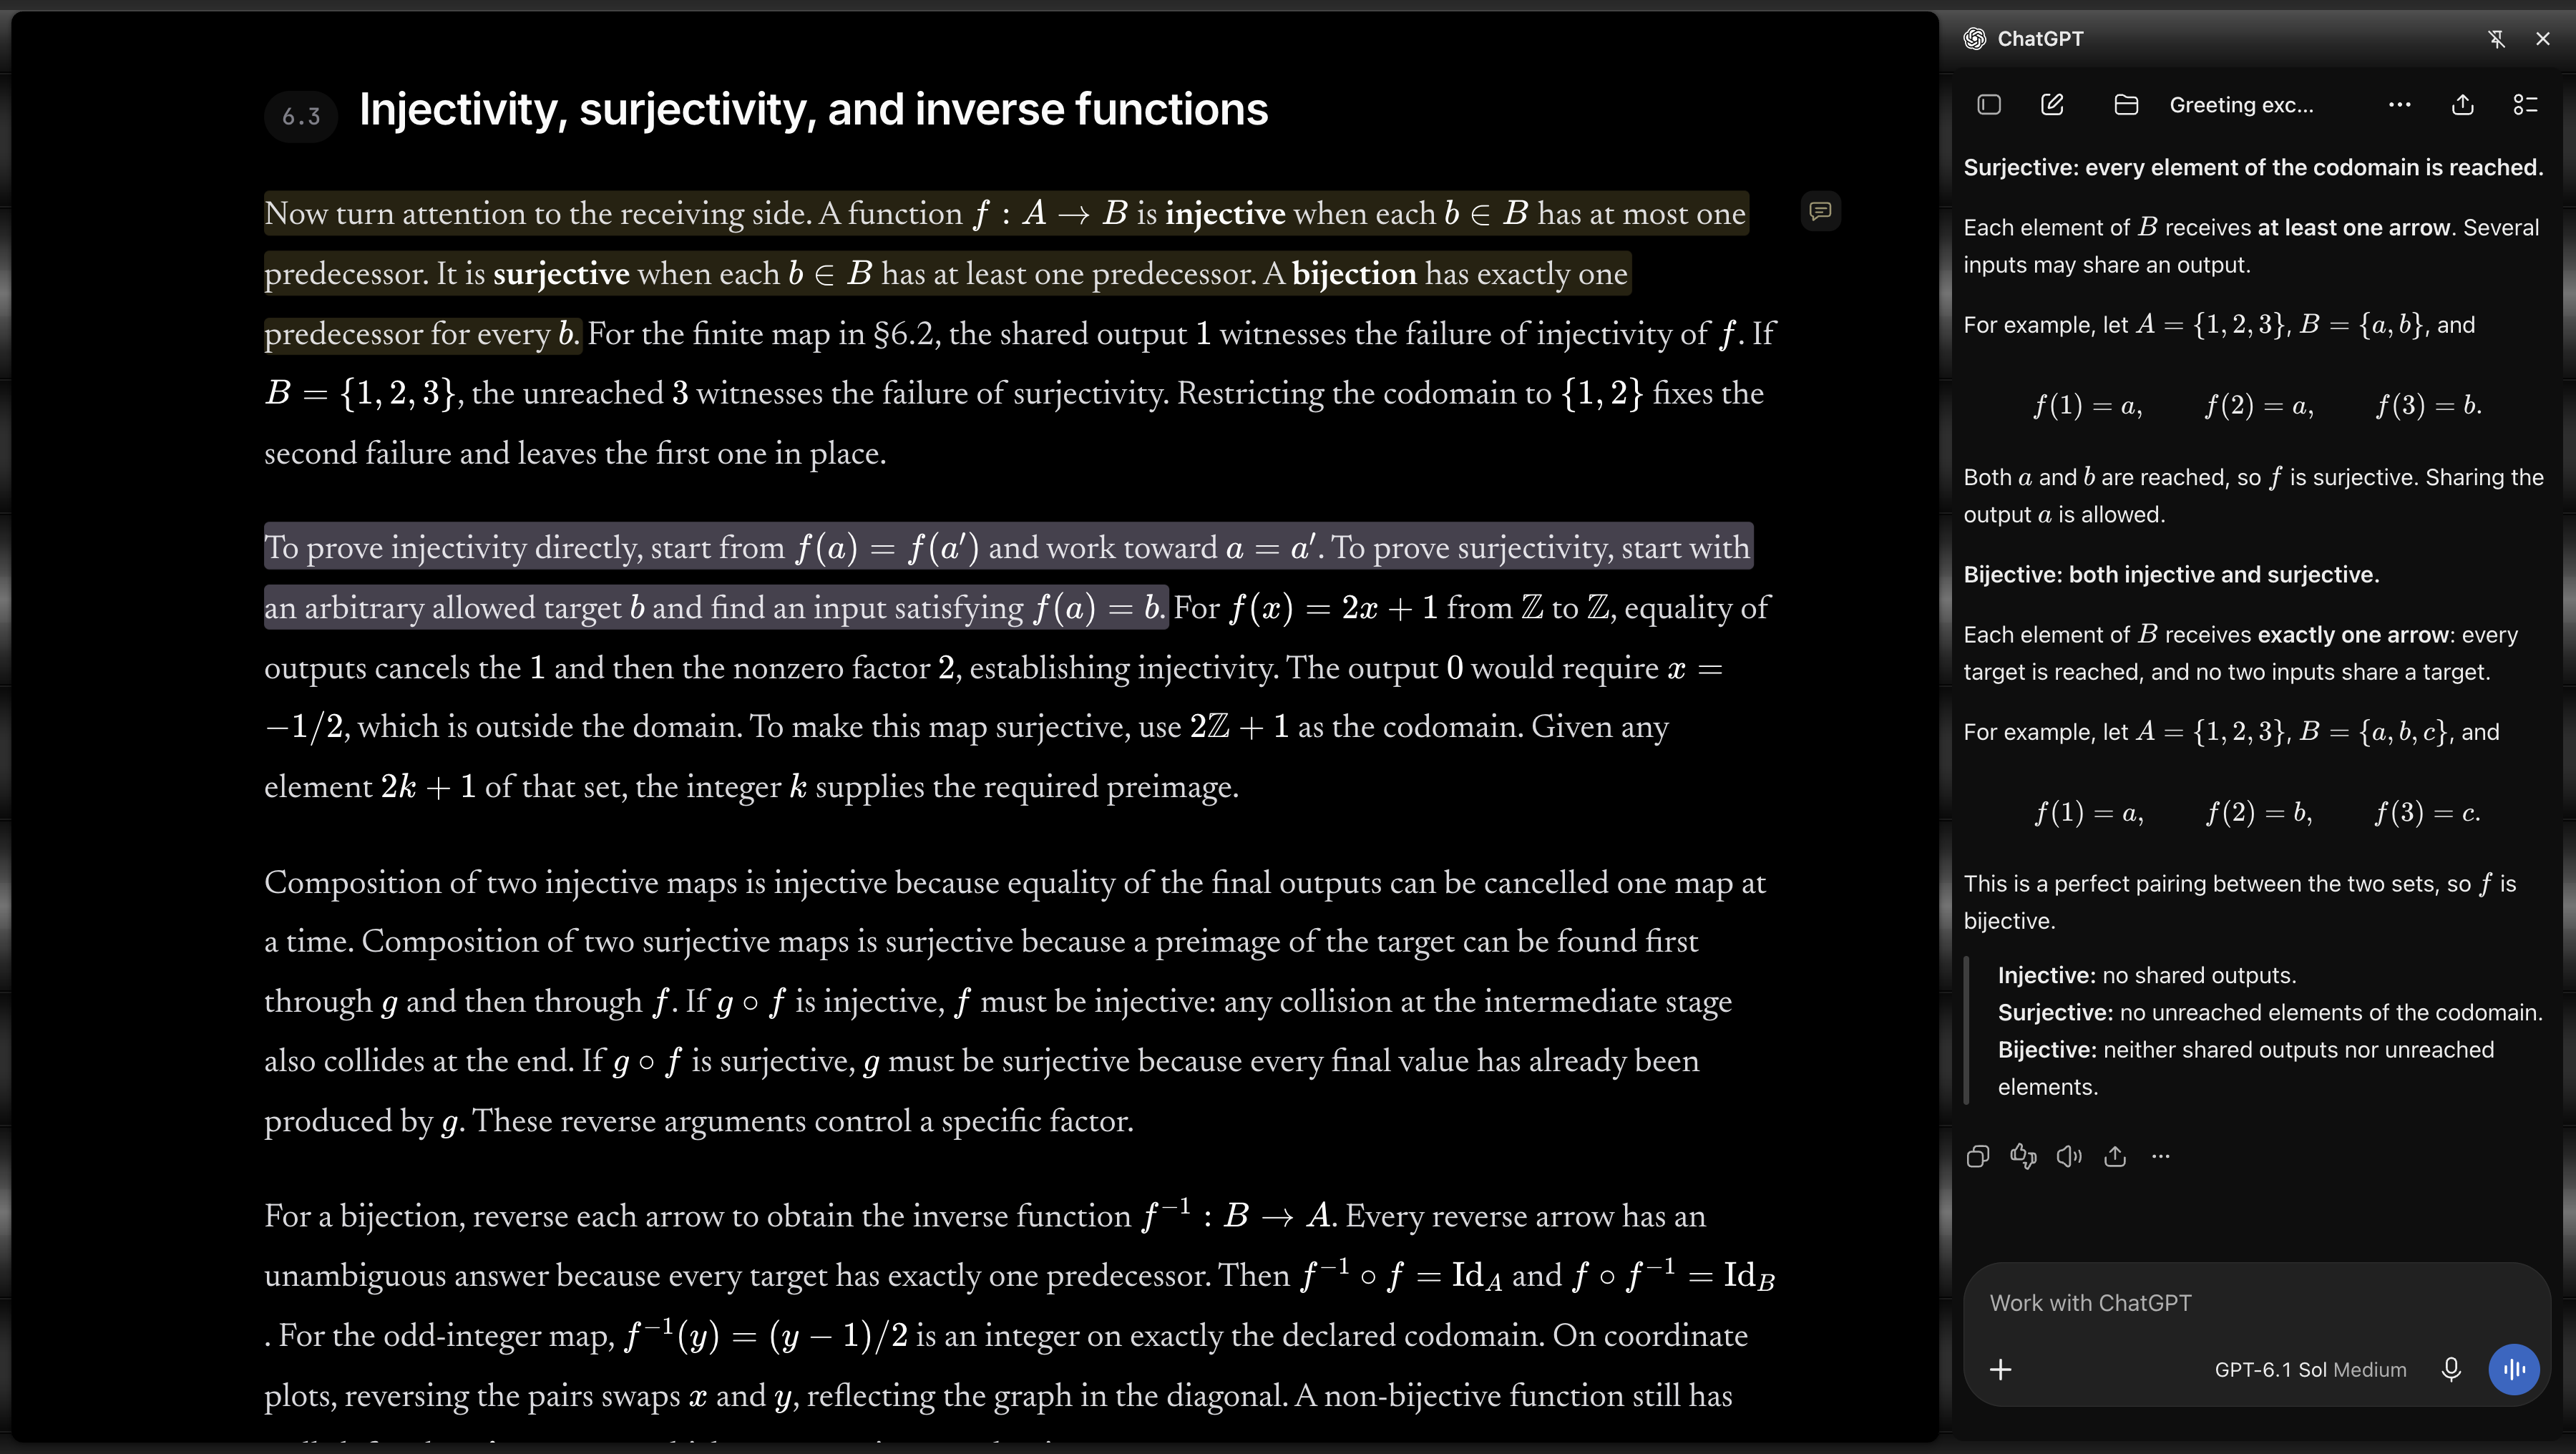 6.3 Injectivity, surjectivity, and inverse functions
Now turn attention to the receiving side. A function f : A → B is injective when each b ∈ B has at most one
predecessor. It is surjective when each b ∈ B has at least one predecessor. A bijection has exactly one
predecessor for every b. For the finite map in §6.2, the shared output 1 witnesses the failure of injectivity of f. If
B = {1, 2, 3}, the unreached 3 witnesses the failure of surjectivity. Restricting the codomain to {1, 2} fixes the
second failure and leaves the first one in place.
To prove injectivity directly, start from f(a) = f(a′) and work toward a = a′. To prove surjectivity, start with
an arbitrary allowed target b and find an input satisfying f(a) = b. For f(x) = 2x + 1 from ℤ to ℤ, equality of
outputs cancels the 1 and then the nonzero factor 2, establishing injectivity. The output 0 would require x =
−1/2, which is outside the domain. To make this map surjective, use 2ℤ + 1 as the codomain. Given any
element 2k + 1 of that set, the integer k supplies the required preimage.
Composition of two injective maps is injective because equality of the final outputs can be cancelled one map at
a time. Composition of two surjective maps is surjective because a preimage of the target can be found first
through g and then through f. If g ∘ f is injective, f must be injective: any collision at the intermediate stage
also collides at the end. If g ∘ f is surjective, g must be surjective because every final value has already been
produced by g. These reverse arguments control a specific factor.
For a bijection, reverse each arrow to obtain the inverse function f⁻¹ : B → A. Every reverse arrow has an
unambiguous answer because every target has exactly one predecessor. Then f⁻¹ ∘ f = Id_A and f ∘ f⁻¹ = Id_B
. For the odd-integer map, f⁻¹(y) = (y − 1)/2 is an integer on exactly the declared codomain. On coordinate
plots, reversing the pairs swaps x and y, reflecting the graph in the diagonal. A non-bijective function still has
ChatGPT
Greeting exc...
Surjective: every element of the codomain is reached.
Each element of B receives at least one arrow. Several
inputs may share an output.
For example, let A = {1, 2, 3}, B = {a, b}, and
f(1) = a, f(2) = a, f(3) = b.
Both a and b are reached, so f is surjective. Sharing the
output a is allowed.
Bijective: both injective and surjective.
Each element of B receives exactly one arrow: every
target is reached, and no two inputs share a target.
For example, let A = {1, 2, 3}, B = {a, b, c}, and
f(1) = a, f(2) = b, f(3) = c.
This is a perfect pairing between the two sets, so f is
bijective.
Injective: no shared outputs.
Surjective: no unreached elements of the codomain.
Bijective: neither shared outputs nor unreached
elements.
Work with ChatGPT
GPT-6.1 Sol Medium